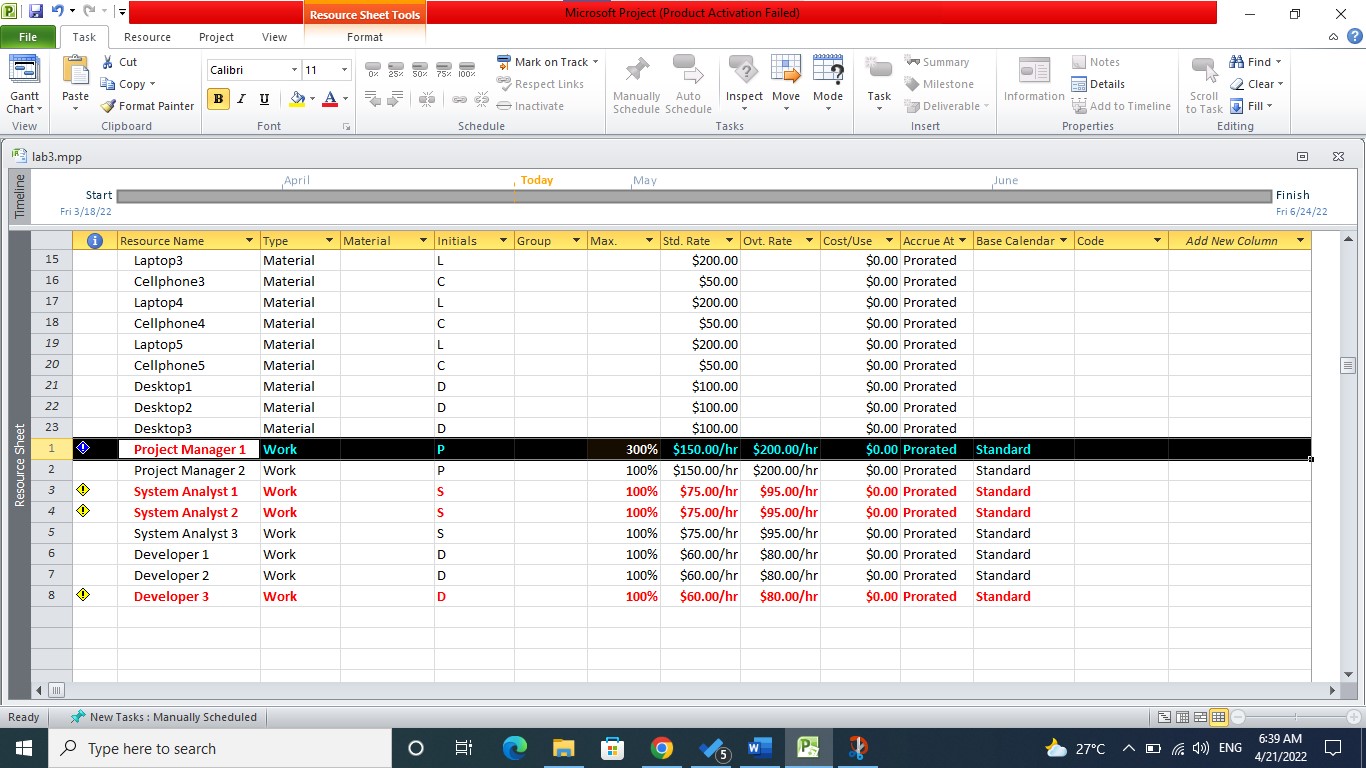 Resource Sheet Tools
Microsoft Project (Product Activation Failed)
File Task Resource Project View Format
Gantt Chart
View
Paste
Cut
Copy
Format Painter
Clipboard
Calibri 11
B I U A
Font
0% 25% 50% 75% 100%
Mark on Track
Respect Links
Inactivate
Schedule
Manually Schedule
Auto Schedule
Inspect Move Mode
Tasks
Task
Summary
Milestone
Deliverable
Insert
Information
Notes
Details
Add to Timeline
Properties
Scroll to Task
Find
Clear
Fill
Editing
lab3.mpp
Timeline
April Today May June
Start
Fri 3/18/22
Finish
Fri 6/24/22
Resource Sheet
Resource Name Type Material Initials Group Max. Std. Rate Ovt. Rate Cost/Use Accrue At Base Calendar Code Add New Column
15 Laptop3 Material L $200.00 $0.00 Prorated
16 Cellphone3 Material C $50.00 $0.00 Prorated
17 Laptop4 Material L $200.00 $0.00 Prorated
18 Cellphone4 Material C $50.00 $0.00 Prorated
19 Laptop5 Material L $200.00 $0.00 Prorated
20 Cellphone5 Material C $50.00 $0.00 Prorated
21 Desktop1 Material D $100.00 $0.00 Prorated
22 Desktop2 Material D $100.00 $0.00 Prorated
23 Desktop3 Material D $100.00 $0.00 Prorated
1 Project Manager 1 Work P 300% $150.00/hr $200.00/hr $0.00 Prorated Standard
2 Project Manager 2 Work P 100% $150.00/hr $200.00/hr $0.00 Prorated Standard
3 System Analyst 1 Work S 100% $75.00/hr $95.00/hr $0.00 Prorated Standard
4 System Analyst 2 Work S 100% $75.00/hr $95.00/hr $0.00 Prorated Standard
5 System Analyst 3 Work S 100% $75.00/hr $95.00/hr $0.00 Prorated Standard
6 Developer 1 Work D 100% $60.00/hr $80.00/hr $0.00 Prorated Standard
7 Developer 2 Work D 100% $60.00/hr $80.00/hr $0.00 Prorated Standard
8 Developer 3 Work D 100% $60.00/hr $80.00/hr $0.00 Prorated Standard
Ready New Tasks : Manually Scheduled
Type here to search
5
27°C ENG
6:39 AM
4/21/2022